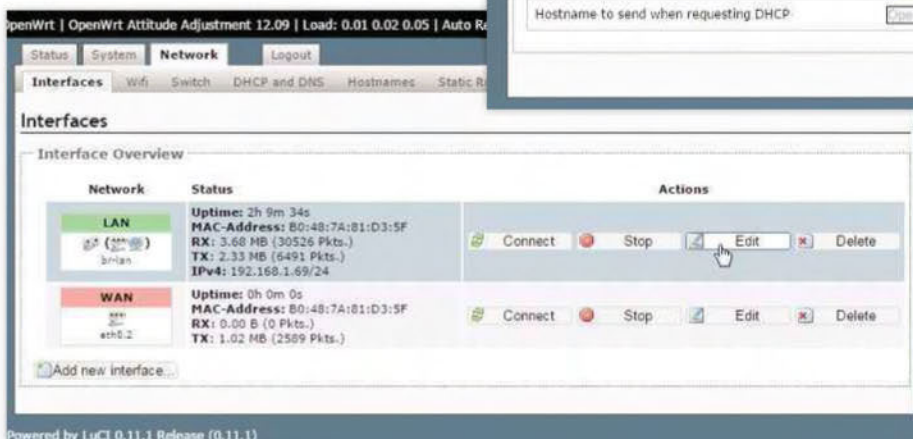 Hostname to send when requesting DHCP
OpenWrt | OpenWrt Attitude Adjustment 12.09 | Load: 0.01 0.02 0.05 | Auto
Status System Network Logout
Interfaces Wifi Switch DHCP and DNS Hostnames Static
Interfaces
Interface Overview
Network Status Actions
LAN
br-lan
Uptime: 2h 9m 34s
MAC-Address: B0:48:7A:81:D3:5F
RX: 3.68 MB (30526 Pkts.)
TX: 2.33 MB (6491 Pkts.)
IPv4: 192.168.1.69/24
Connect Stop Edit Delete
WAN
eth0.2
Uptime: 0h 0m 0s
MAC-Address: B0:48:7A:81:D3:5F
RX: 0.00 B (0 Pkts.)
TX: 1.02 MB (2589 Pkts.)
Connect Stop Edit Delete
Add new interface...
Powered by LuCI 0.11.1 Release (0.11.1)